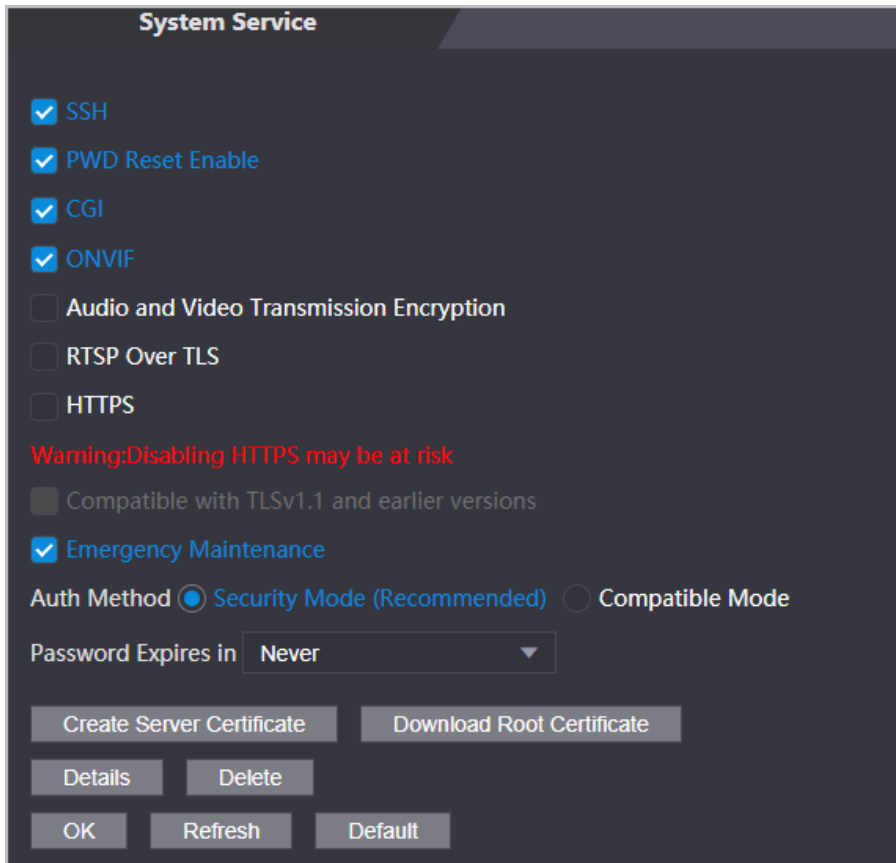 System Service
SSH
PWD Reset Enable
CGI
ONVIF
Audio and Video Transmission Encryption
RTSP Over TLS
HTTPS
Warning:Disabling HTTPS may be at risk
Compatible with TLSv1.1 and earlier versions
Emergency Maintenance
Auth Method Security Mode (Recommended) Compatible Mode
Password Expires in Never
Create Server Certificate Download Root Certificate
Details Delete
OK Refresh Default